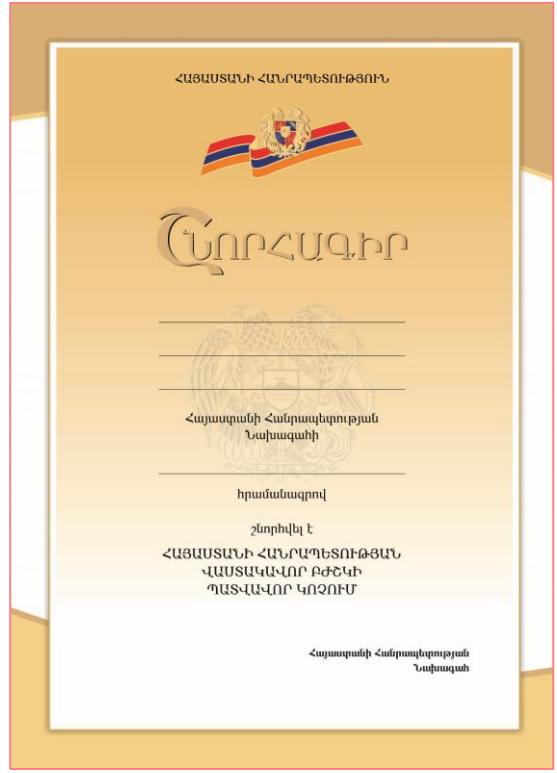 ՀԱՅԱՍՏԱՆԻ ՀԱՆՐԱՊԵՏՈՒԹՅՈՒՆ
ՇՆՈՐՀԱԳԻՐ
Հայաստանի Հանրապետության
Նախագահի
հրամանագրով
շնորհվել է
ՀԱՅԱՍՏԱՆԻ ՀԱՆՐԱՊԵՏՈՒԹՅԱՆ
ՎԱՍՏԱԿԱՎՈՐ ԲԺՇԿԻ
ՊԱՏՎԱՎՈՐ ԿՈՉՈՒՄ
Հայաստանի Հանրապետության
Նախագահ